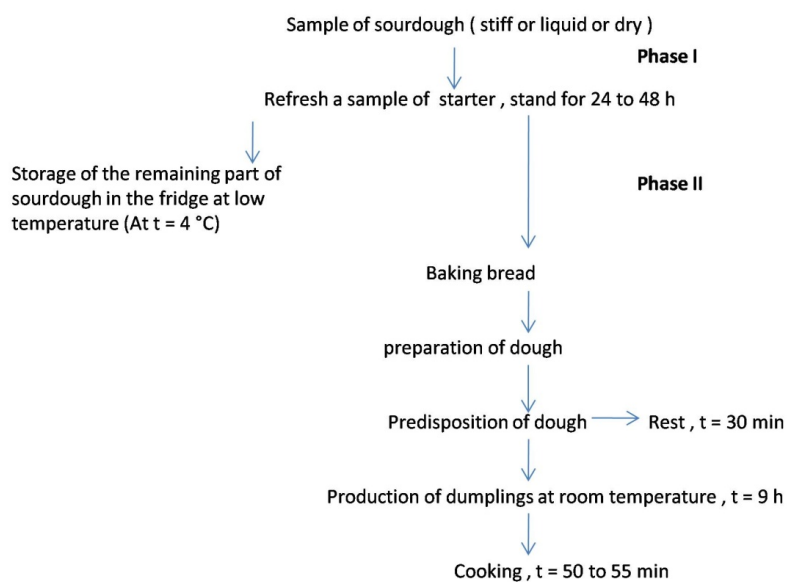 Sample of sourdough ( stiff or liquid or dry )
Phase I
Refresh a sample of starter , stand for 24 to 48 h
Storage of the remaining part of
sourdough in the fridge at low
temperature (At t = 4 °C)
Phase II
Baking bread
preparation of dough
Predisposition of dough
Rest , t = 30 min
Production of dumplings at room temperature , t = 9 h
Cooking , t = 50 to 55 min